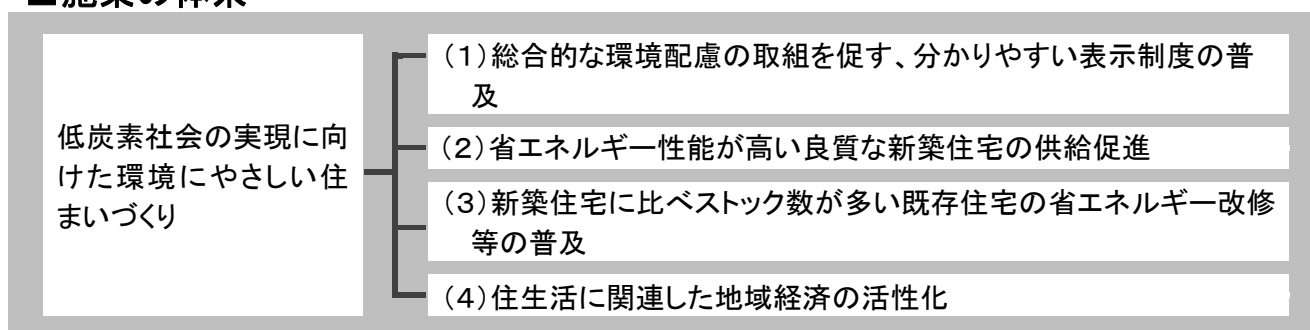 ■施策の体系
低炭素社会の実現に向
けた環境にやさしい住
まいづくり
（１）総合的な環境配慮の取組を促す、分かりやすい表示制度の普
及
（２）省エネルギー性能が高い良質な新築住宅の供給促進
（３）新築住宅に比べストック数が多い既存住宅の省エネルギー改修
等の普及
（４）住生活に関連した地域経済の活性化